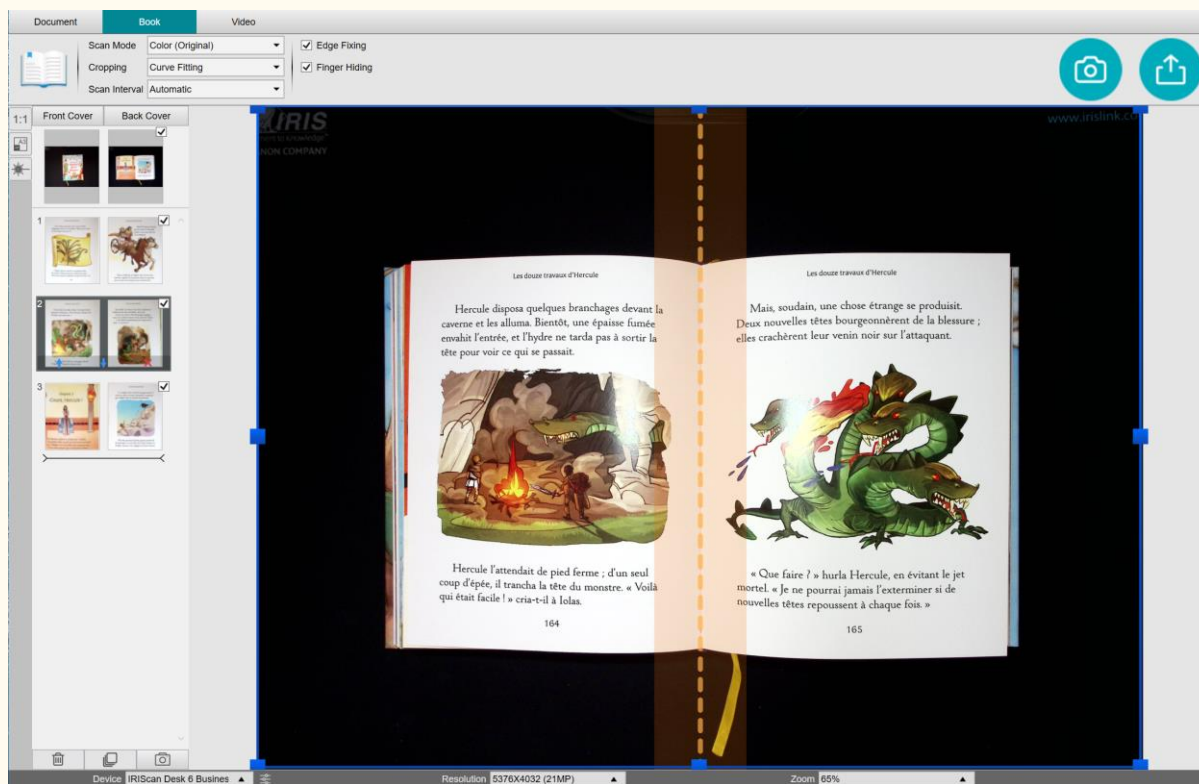 Document Book Video
Scan Mode Color (Original)
Cropping Curve Fitting
Scan Interval Automatic
Edge Fixing
Finger Hiding
1:1
Front Cover Back Cover
1
2
3
IRIS
NON COMPANY
www.irislink.co
Les douze travaux d'Hercule
Hercule disposa quelques branchages devant la
caverne et les alluma. Bientôt, une épaisse fumée
envahit l'entrée, et l'hydre ne tarda pas à sortir la
tête pour voir ce qui se passait.
Hercule l'attendait de pied ferme ; d'un seul
coup d'épée, il trancha la tête du monstre. « Voilà
qui était facile ! » cria-t-il à Iolas.
164
Les douze travaux d'Hercule
Mais, soudain, une chose étrange se produisit.
Deux nouvelles têtes bourgeonnèrent de la blessure ;
elles crachèrent leur venin noir sur l'attaquant.
« Que faire ? » hurla Hercule, en évitant le jet
mortel. « Je ne pourrai jamais l'exterminer si de
nouvelles têtes repoussent à chaque fois. »
165
Device IRIScan Desk 6 Busines
Resolution 5376X4032 (21MP)
Zoom 65%